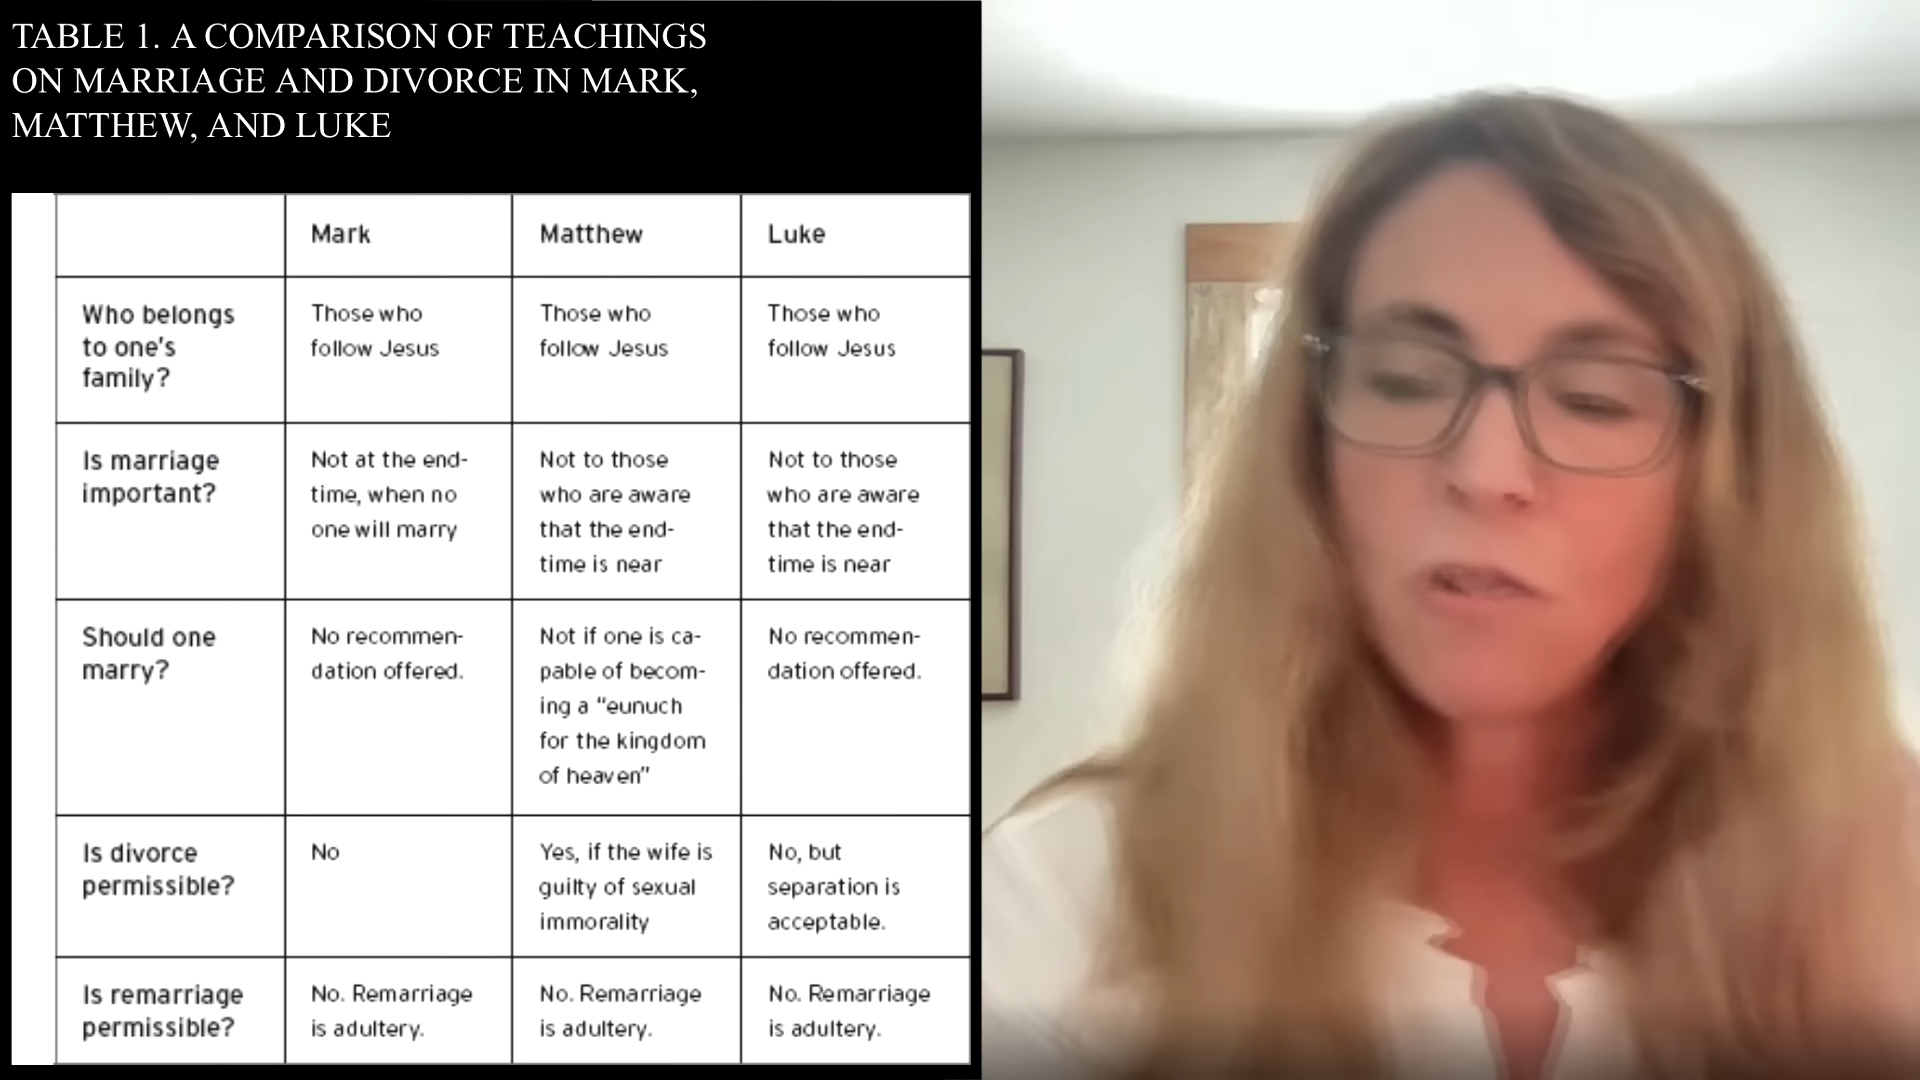 TABLE 1. A COMPARISON OF TEACHINGS
ON MARRIAGE AND DIVORCE IN MARK,
MATTHEW, AND LUKE
Mark
Matthew
Luke
Who belongs
to one's
family?
Those who
follow Jesus
Those who
follow Jesus
Those who
follow Jesus
Is marriage
important?
Not at the end-
time, when no
one will marry
Not to those
who are aware
that the end-
time is near
Not to those
who are aware
that the end-
time is near
Should one
marry?
No recommen-
dation offered.
Not if one is ca-
pable of becom-
ing a "eunuch
for the kingdom
of heaven"
No recommen-
dation offered.
Is divorce
permissible?
No
Yes, if the wife is
guilty of sexual
immorality
No, but
separation is
acceptable.
Is remarriage
permissible?
No. Remarriage
is adultery.
No. Remarriage
is adultery.
No. Remarriage
is adultery.